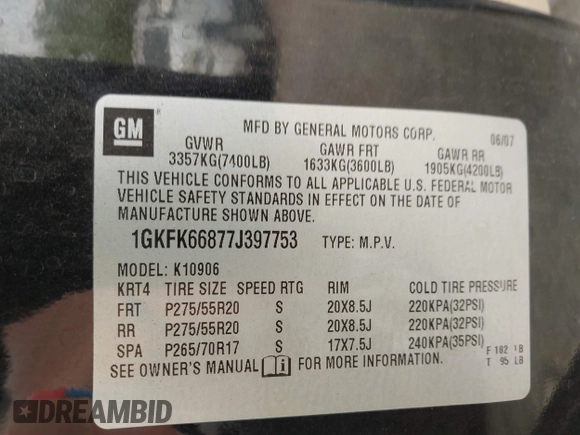 GM
MFD BY GENERAL MOTORS CORP. 06/07
GVWR GAWR FRT GAWR RR
3357KG(7400LB) 1633KG(3600LB) 1905KG(4200LB)
THIS VEHICLE CONFORMS TO ALL APPLICABLE U.S. FEDERAL MOTOR
VEHICLE SAFETY STANDARDS IN EFFECT ON THE DATE OF
MANUFACTURE SHOWN ABOVE.
1GKFK66877J397753 TYPE: M.P.V.
MODEL: K10906
KRT4 TIRE SIZE SPEED RTG RIM COLD TIRE PRESSURE
FRT P275/55R20 S 20X8.5J 220KPA(32PSI)
RR P275/55R20 S 20X8.5J 220KPA(32PSI)
SPA P265/70R17 S 17X7.5J 240KPA(35PSI)
F 182 LB
SEE OWNER'S MANUAL i FOR MORE INFORMATION. T 95 LB
DREAMBID